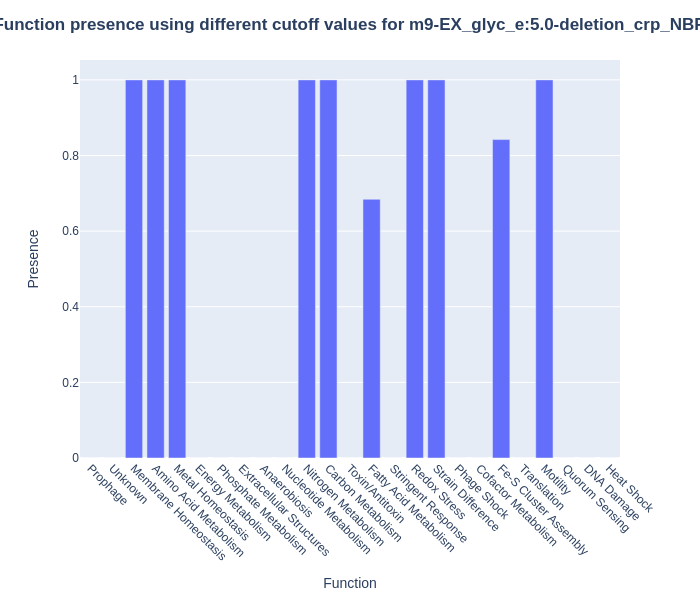 Function presence using different cutoff values for m9-EX_glyc_e:5.0-deletion_crp_NBR
Presence
1
0.8
0.6
0.4
0.2
0
Prophage
Unknown
Membrane Homeostasis
Amino Acid Metabolism
Metal Homeostasis
Energy Metabolism
Phosphate Metabolism
Extracellular Structures
Anaerobiosis
Nucleotide Metabolism
Nitrogen Metabolism
Carbon Metabolism
Toxin/Antitoxin
Fatty Acid Metabolism
Stringent Response
Redox Stress
Strain Difference
Phage Shock
Cofactor Metabolism
Fe-S Cluster Assembly
Translation
Motility
Quorum Sensing
DNA Damage
Heat Shock
Function